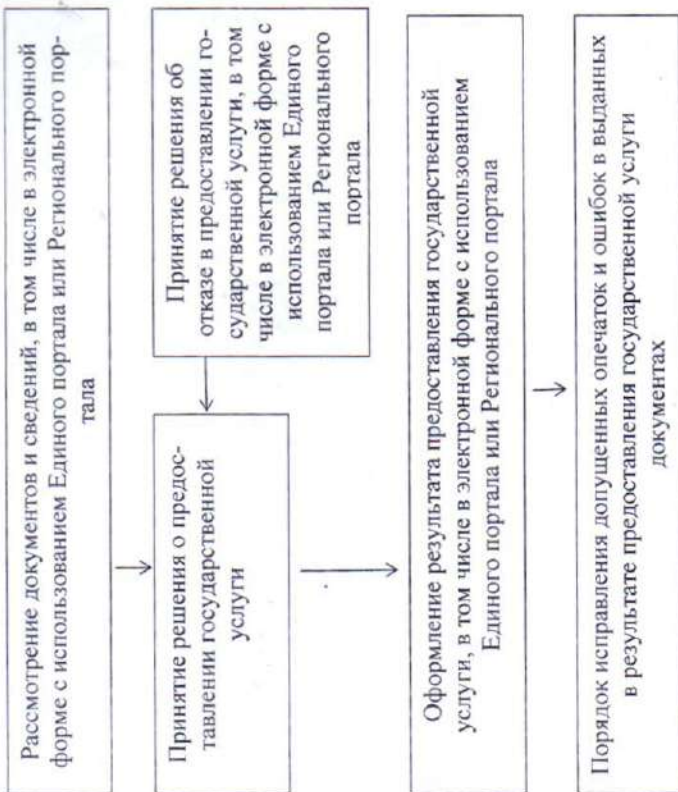 Рассмотрение документов и сведений, в том числе в электронной
форме с использованием Единого портала или Регионального пор-
тала
Принятие решения о предос-
тавлении государственной
услуги
Принятие решения об
отказе в предоставлении го-
сударственной услуги, в том
числе в электронной форме с
использованием Единого
портала или Регионального
портала
Оформление результата предоставления государственной
услуги, в том числе в электронной форме с использованием
Единого портала или Регионального портала
Порядок исправления допущенных опечаток и ошибок в выданных
в результате предоставления государственной услуги
документах